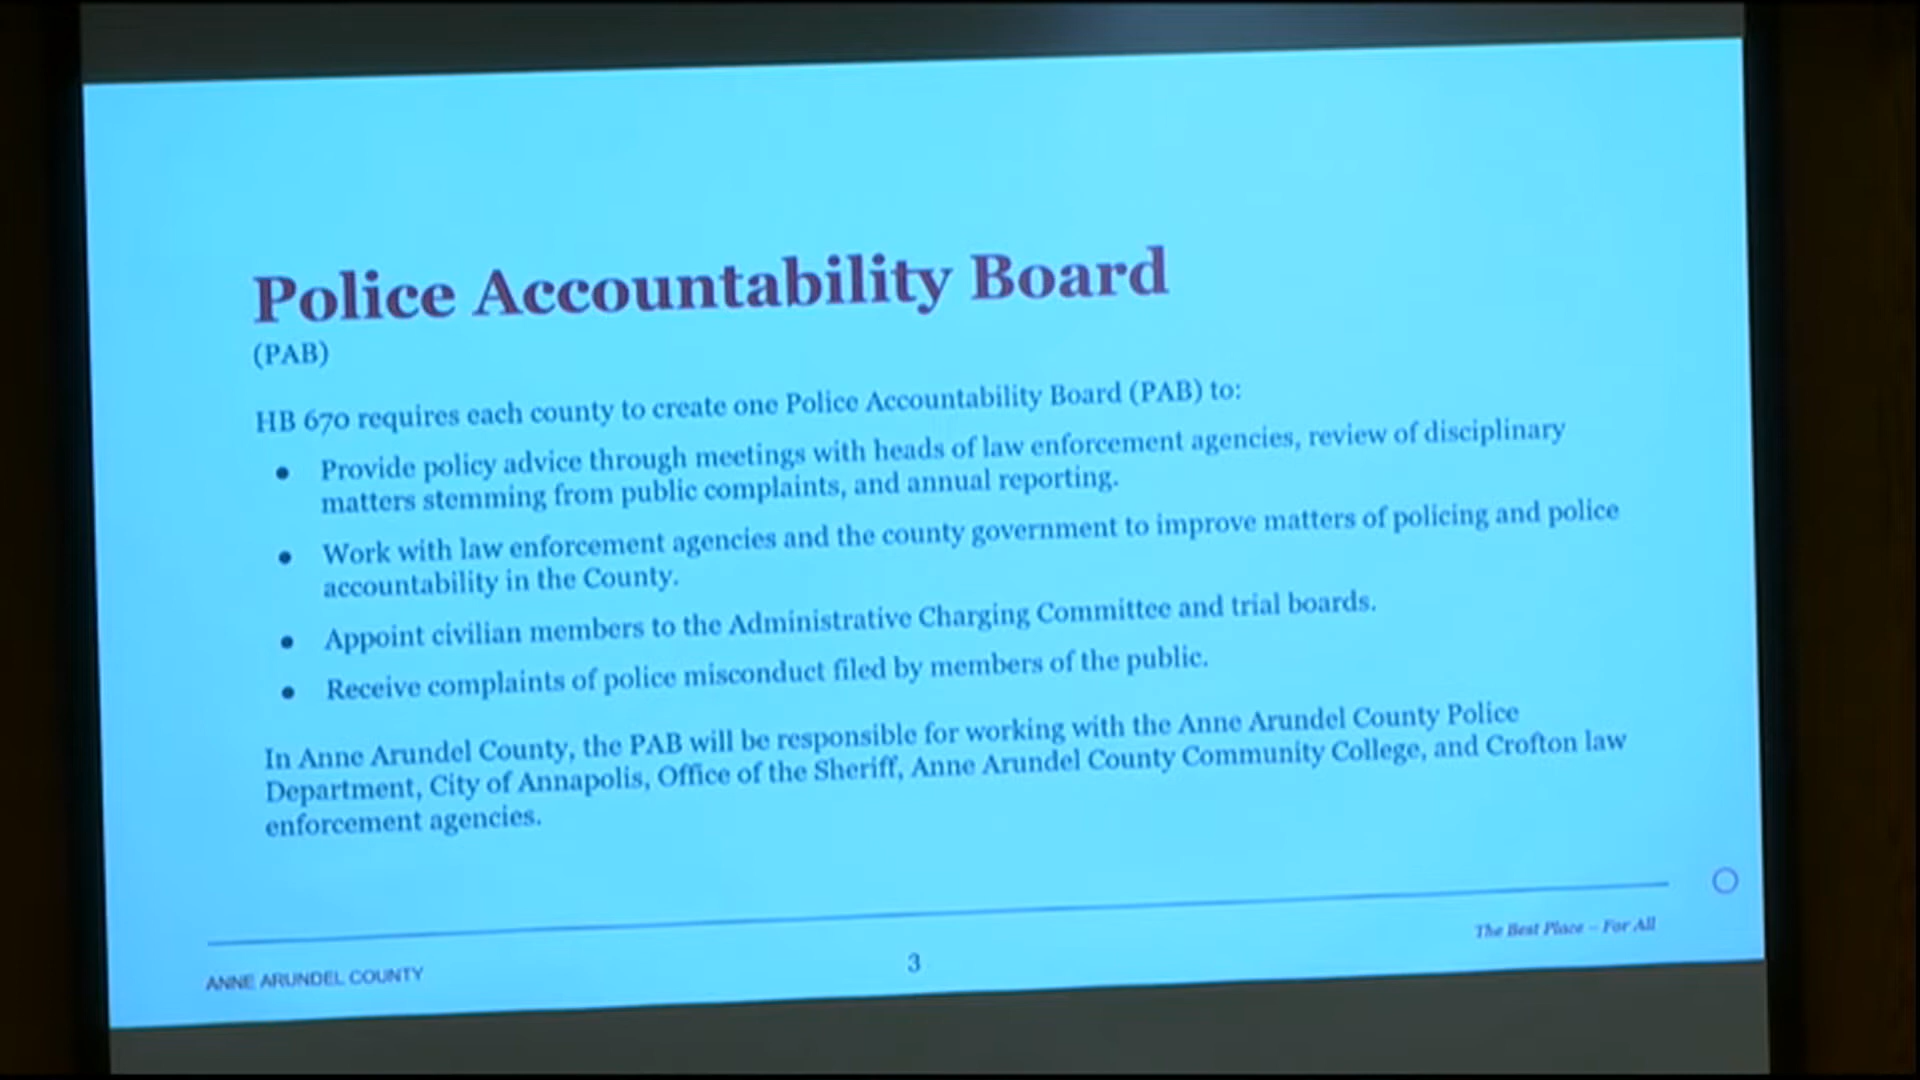 Police Accountability Board
(PAB)
HB 670 requires each county to create one Police Accountability Board (PAB) to:
● Provide policy advice through meetings with heads of law enforcement agencies, review of disciplinary
matters stemming from public complaints, and annual reporting.
● Work with law enforcement agencies and the county government to improve matters of policing and police
accountability in the County.
● Appoint civilian members to the Administrative Charging Committee and trial boards.
● Receive complaints of police misconduct filed by members of the public.
In Anne Arundel County, the PAB will be responsible for working with the Anne Arundel County Police
Department, City of Annapolis, Office of the Sheriff, Anne Arundel County Community College, and Crofton law
enforcement agencies.
ANNE ARUNDEL COUNTY
3
The Best Place – For All